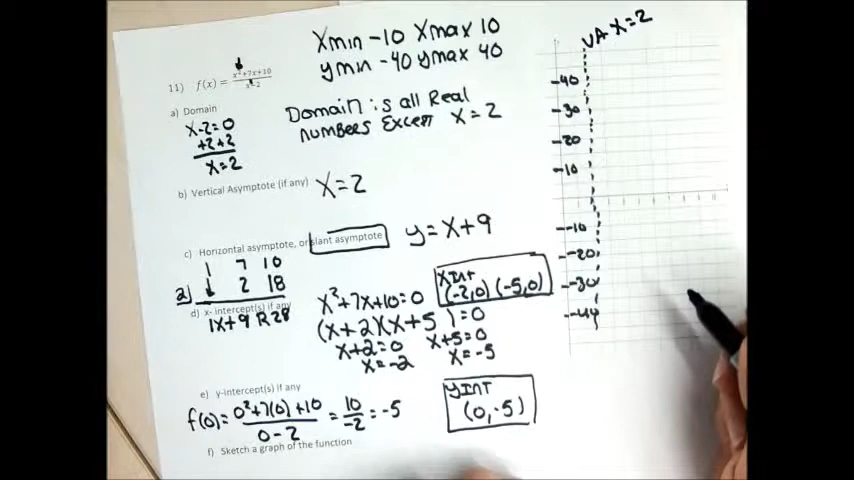 Xmin -10 Xmax 10
ymin -40 ymax 40
11) f(x) = x²+7x+10 / x-2
a) Domain
x-2=0
+2 +2
x=2
Domain is all Real
numbers Except x=2
b) Vertical Asymptote (if any) X=2
c) Horizontal asymptote, or slant asymptote y=x+9
2| 1 7 10
2 18
1x+9 R28
d) x-intercept(s) if any
x²+7x+10=0
(x+2)(x+5)=0
x+2=0 x+5=0
x=-2 x=-5
XInt
(-2,0) (-5,0)
e) y-intercept(s) if any
f(0)= 0²+7(0)+10 / 0-2 = 10/-2 = -5
yInt
(0,-5)
f) Sketch a graph of the function
VA X=2
-40
-30
-20
-10
-10
-20
-30